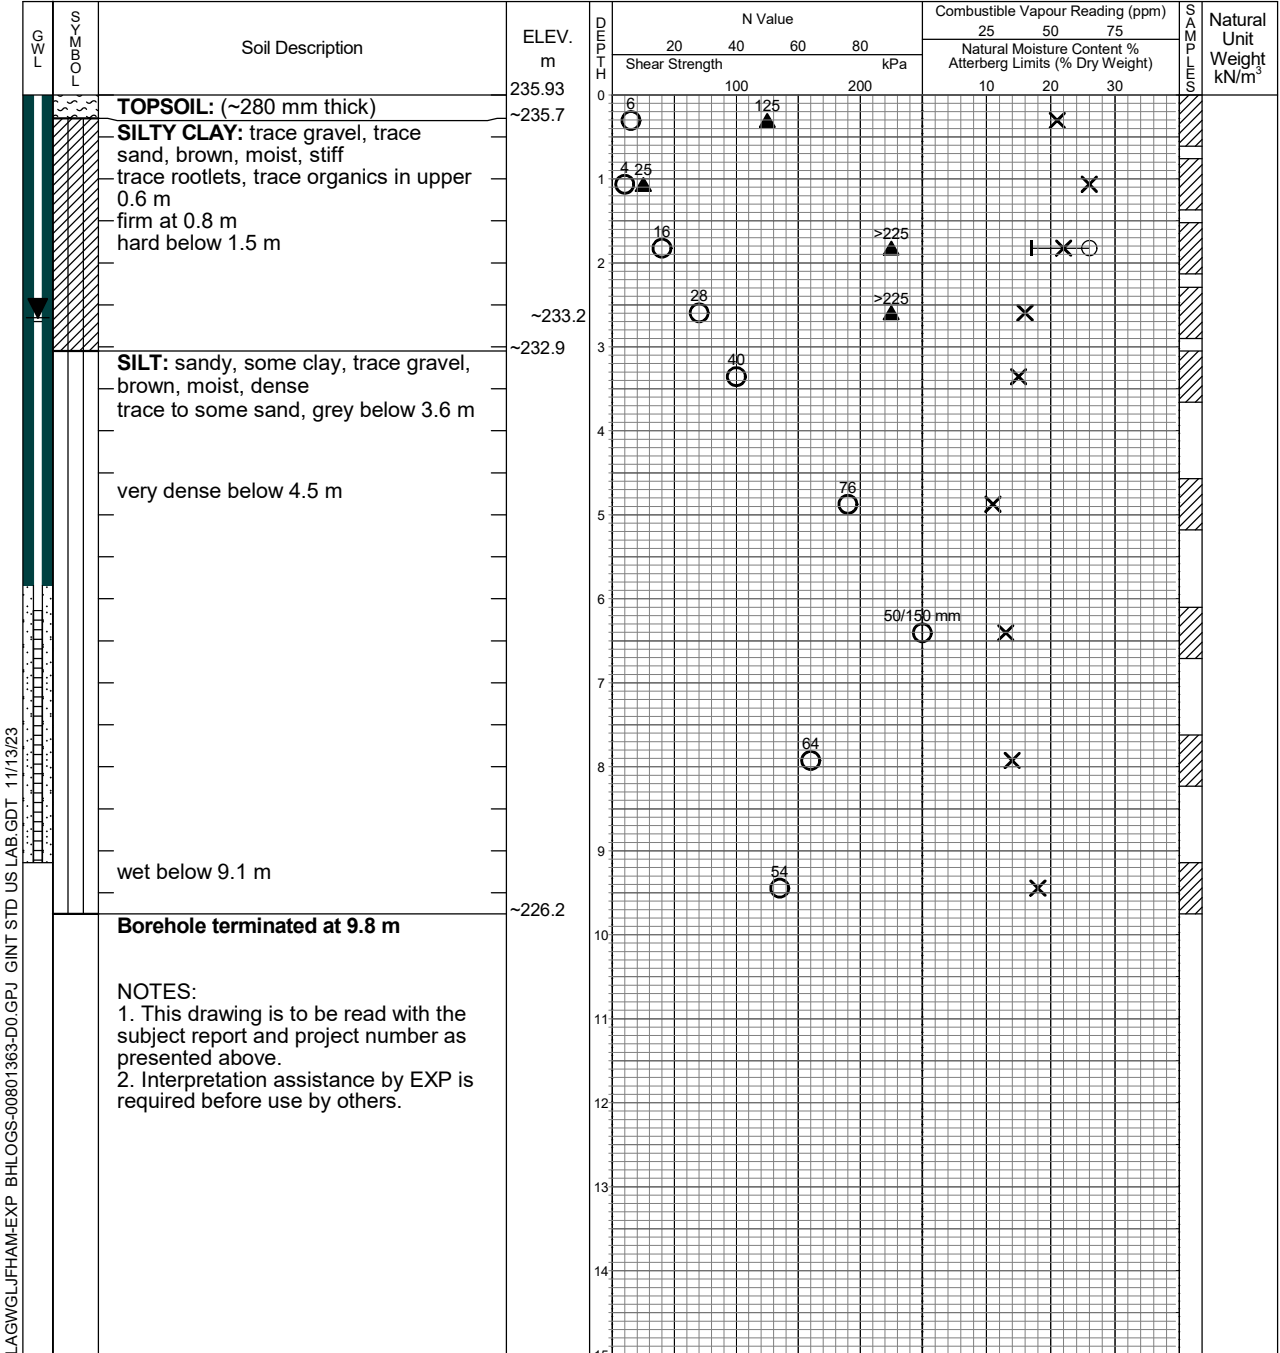 GWL
SYMBOL
Soil Description
ELEV.
m
235.93
DEPTH
N Value
20 40 60 80
Shear Strength kPa
100 200
Combustible Vapour Reading (ppm)
25 50 75
Natural Moisture Content %
Atterberg Limits (% Dry Weight)
10 20 30
SAMPLES
Natural
Unit
Weight
kN/m³
0
TOPSOIL: (~280 mm thick)
~235.7
6 125
SILTY CLAY: trace gravel, trace
sand, brown, moist, stiff
trace rootlets, trace organics in upper
0.6 m
firm at 0.8 m
hard below 1.5 m
4 25
1
16 >225
2
28 >225
~233.2
3
~232.9
SILT: sandy, some clay, trace gravel,
brown, moist, dense
trace to some sand, grey below 3.6 m
40
4
very dense below 4.5 m
76
5
6
50/150 mm
7
64
8
9
wet below 9.1 m
54
~226.2
Borehole terminated at 9.8 m
10
NOTES:
1. This drawing is to be read with the
subject report and project number as
presented above.
2. Interpretation assistance by EXP is
required before use by others.
11
12
13
14
15
LAGWGLJFHAM-EXP BHLOGS-00801363-D0.GPJ GINT STD US LAB.GDT 11/13/23